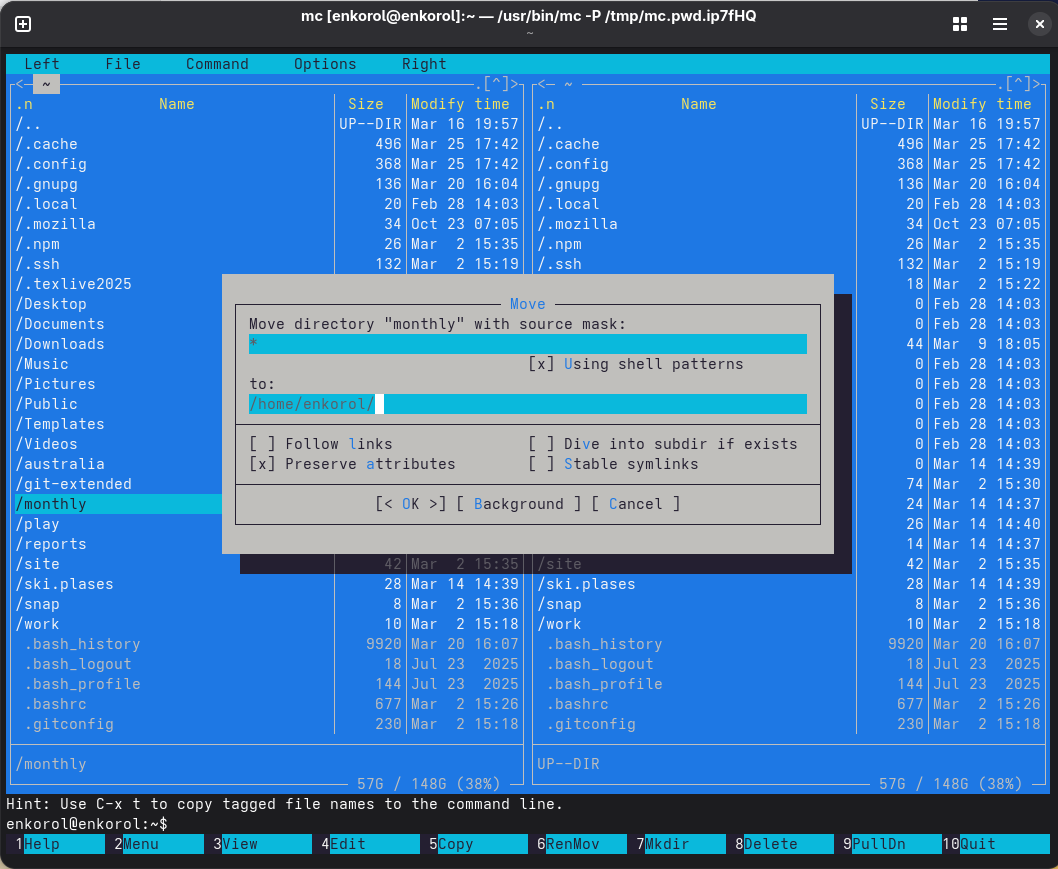 mc [enkorol@enkorol]:~ — /usr/bin/mc -P /tmp/mc.pwd.ip7fHQ
~
Left File Command Options Right
<─ ~ ─.[^]> <─ ~ ─.[^]>
.n Name Size Modify time .n Name Size Modify time
/.. UP--DIR Mar 16 19:57 /.. UP--DIR Mar 16 19:57
/.cache 496 Mar 25 17:42 /.cache 496 Mar 25 17:42
/.config 368 Mar 25 17:42 /.config 368 Mar 25 17:42
/.gnupg 136 Mar 20 16:04 /.gnupg 136 Mar 20 16:04
/.local 20 Feb 28 14:03 /.local 20 Feb 28 14:03
/.mozilla 34 Oct 23 07:05 /.mozilla 34 Oct 23 07:05
/.npm 26 Mar 2 15:35 /.npm 26 Mar 2 15:35
/.ssh 132 Mar 2 15:19 /.ssh 132 Mar 2 15:19
/.texlive2025 18 Mar 2 15:22
/Desktop 0 Feb 28 14:03
/Documents 0 Feb 28 14:03
/Downloads 44 Mar 9 18:05
/Music 0 Feb 28 14:03
/Pictures 0 Feb 28 14:03
/Public 0 Feb 28 14:03
/Templates 0 Feb 28 14:03
/Videos 0 Feb 28 14:03
/australia 0 Mar 14 14:39
/git-extended 74 Mar 2 15:30
/monthly 24 Mar 14 14:37
/play 26 Mar 14 14:40
/reports 14 Mar 14 14:37
Move
Move directory "monthly" with source mask:
*
[x] Using shell patterns
to:
/home/enkorol/
[ ] Follow links [ ] Dive into subdir if exists
[x] Preserve attributes [ ] Stable symlinks
[< OK >] [ Background ] [ Cancel ]
/site 42 Mar 2 15:35 /site 42 Mar 2 15:35
/ski.plases 28 Mar 14 14:39 /ski.plases 28 Mar 14 14:39
/snap 8 Mar 2 15:36 /snap 8 Mar 2 15:36
/work 10 Mar 2 15:18 /work 10 Mar 2 15:18
.bash_history 9920 Mar 20 16:07 .bash_history 9920 Mar 20 16:07
.bash_logout 18 Jul 23 2025 .bash_logout 18 Jul 23 2025
.bash_profile 144 Jul 23 2025 .bash_profile 144 Jul 23 2025
.bashrc 677 Mar 2 15:26 .bashrc 677 Mar 2 15:26
.gitconfig 230 Mar 2 15:18 .gitconfig 230 Mar 2 15:18
/monthly UP--DIR
57G / 148G (38%) 57G / 148G (38%)
Hint: Use C-x t to copy tagged file names to the command line.
enkorol@enkorol:~$
1Help 2Menu 3View 4Edit 5Copy 6RenMov 7Mkdir 8Delete 9PullDn 10Quit